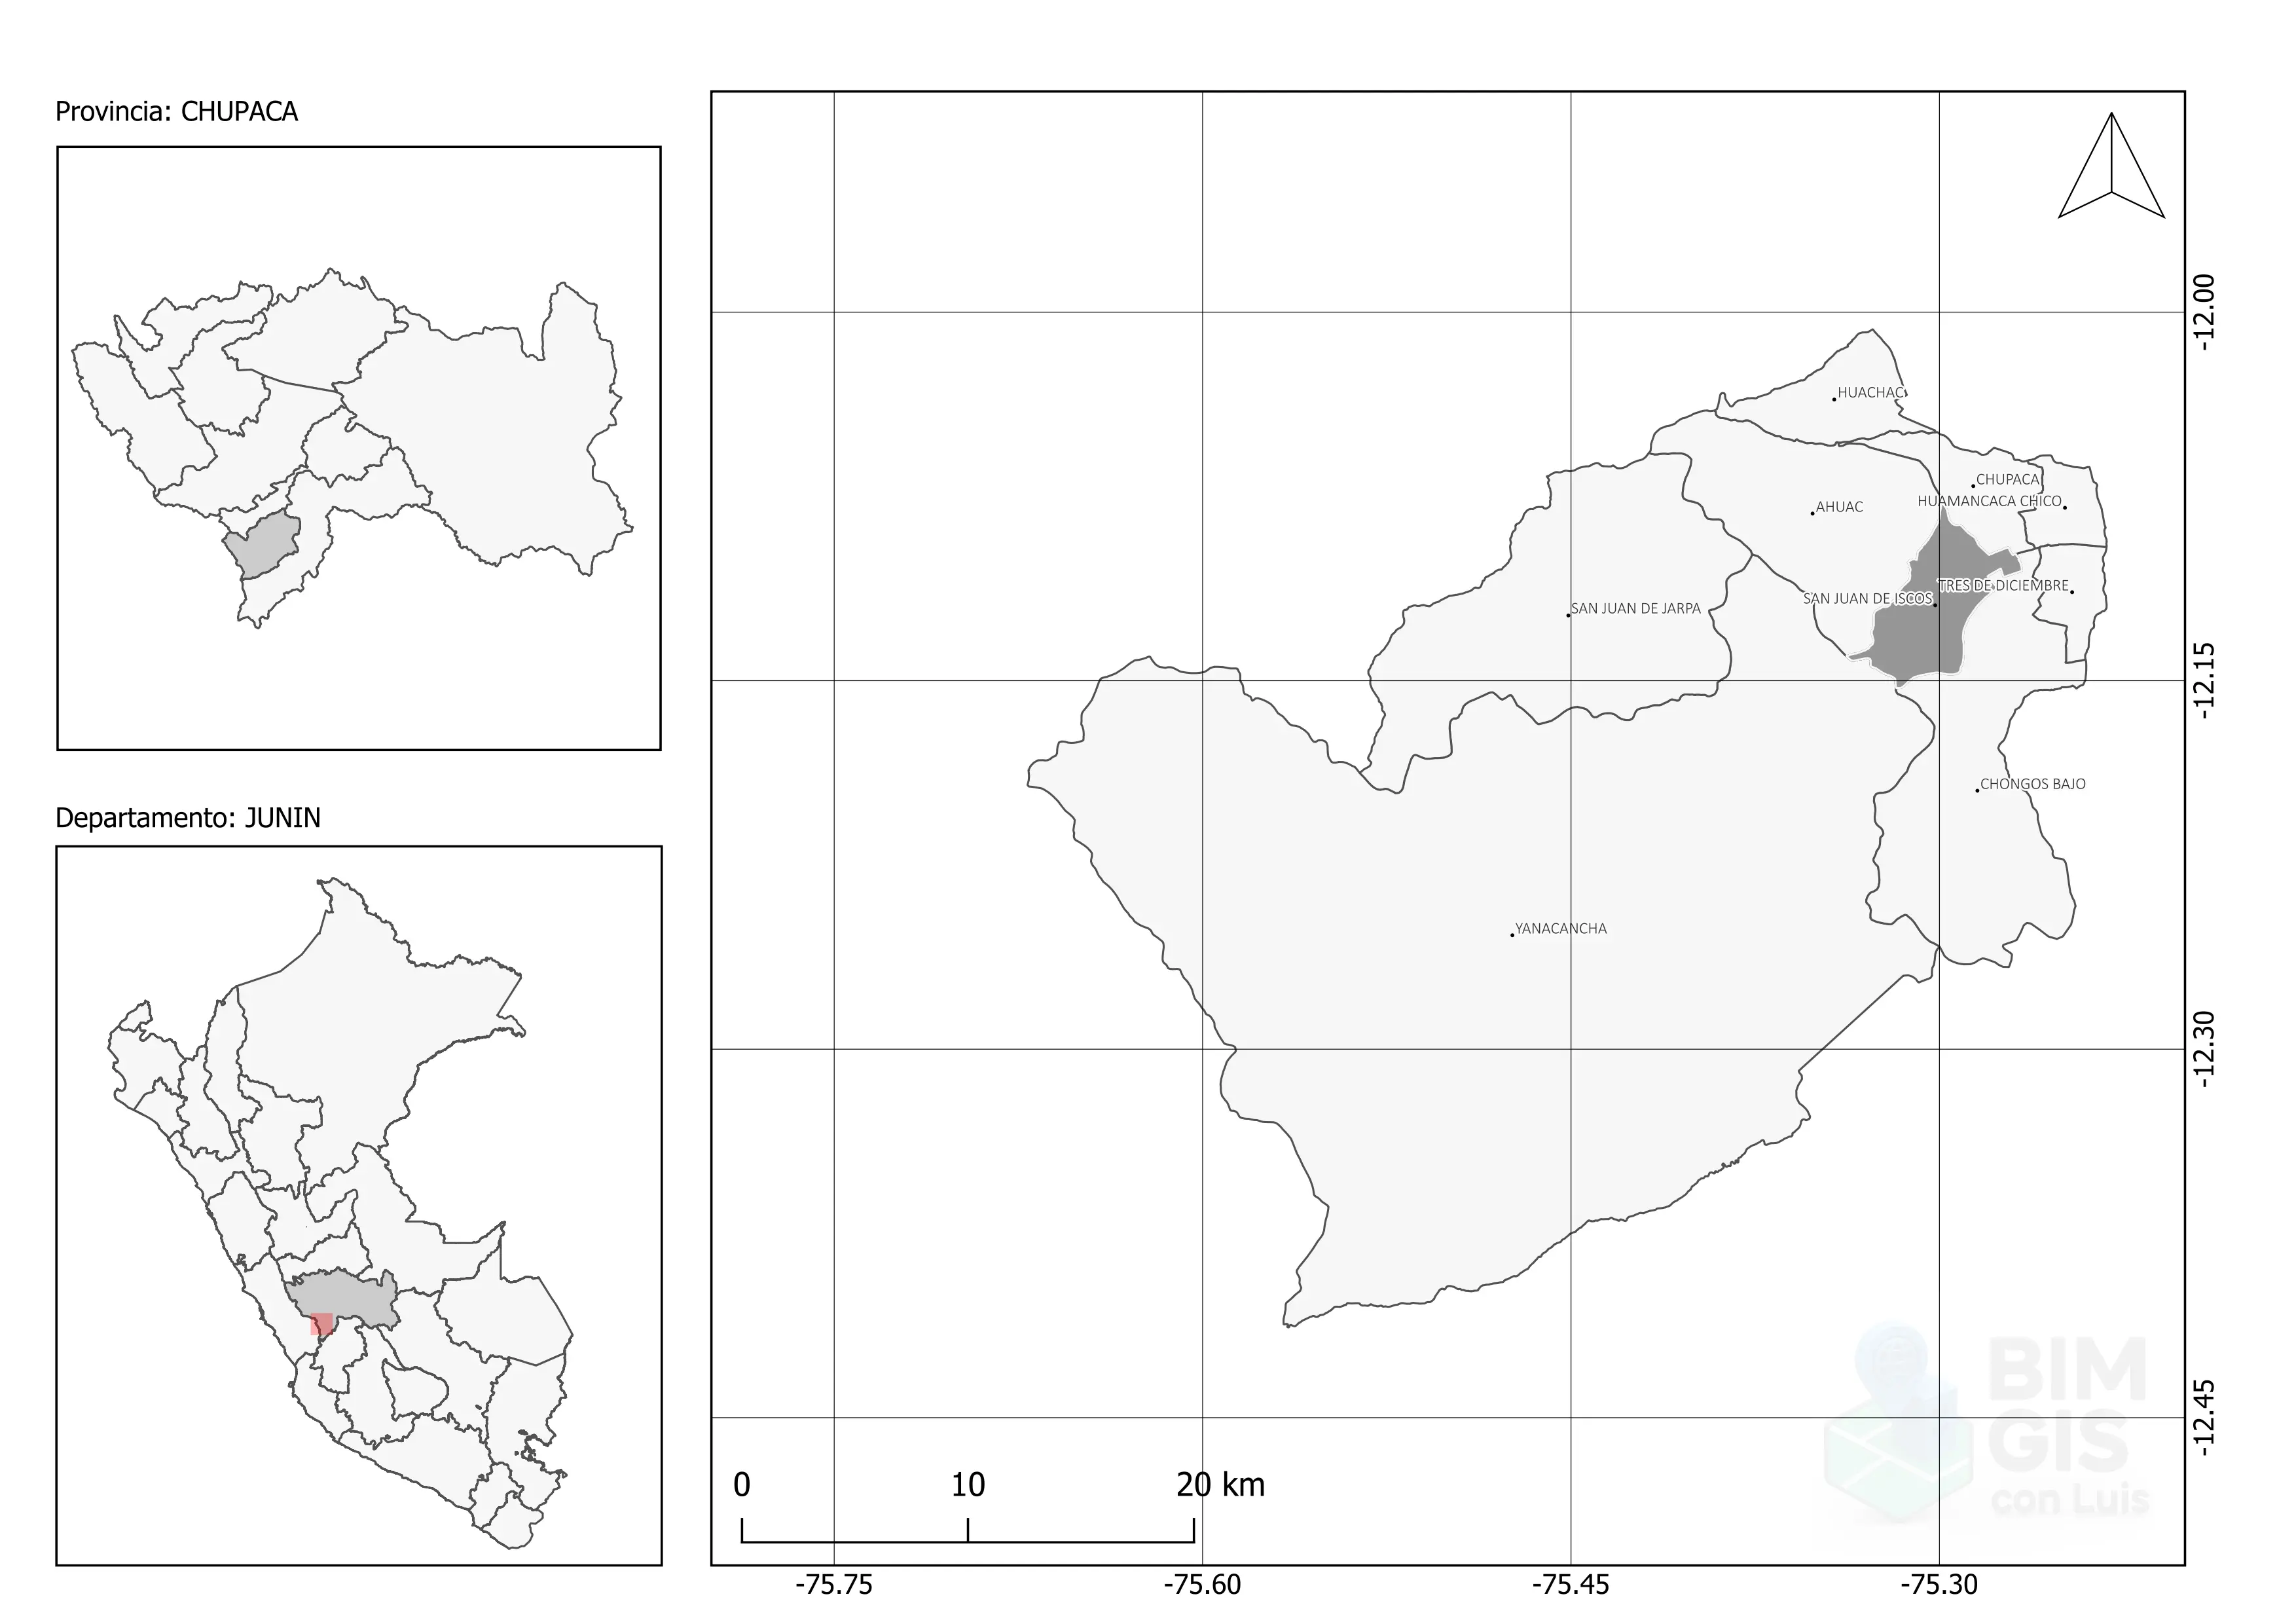 Provincia: CHUPACA
Departamento: JUNIN
HUACHAC
CHUPACA
HUAMANCACA CHICO
AHUAC
TRES DE DICIEMBRE
SAN JUAN DE ISCOS
SAN JUAN DE JARPA
CHONGOS BAJO
YANACANCHA
-12.00
-12.15
-12.30
-12.45
BIM
GIS
con Luis
0 10 20 km
-75.75 -75.60 -75.45 -75.30